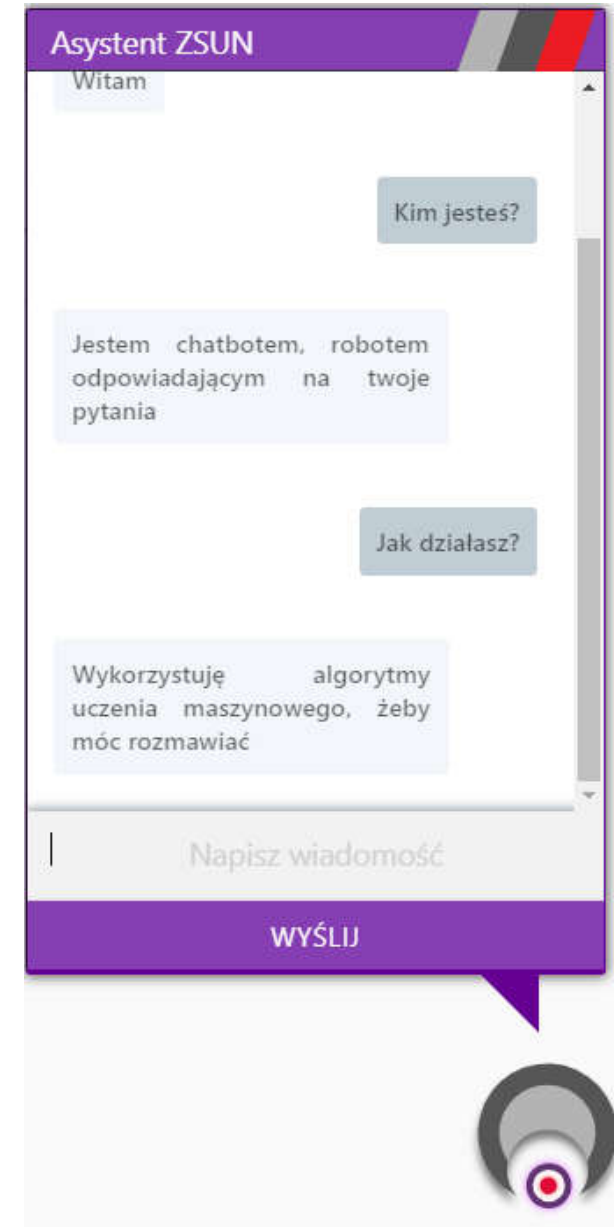 Asystent ZSUN
Witam
Kim jesteś?
Jestem chatbotem, robotem
odpowiadającym na twoje
pytania
Jak działasz?
Wykorzystuję algorytmy
uczenia maszynowego, żeby
móc rozmawiać
Napisz wiadomość
WYŚLIJ